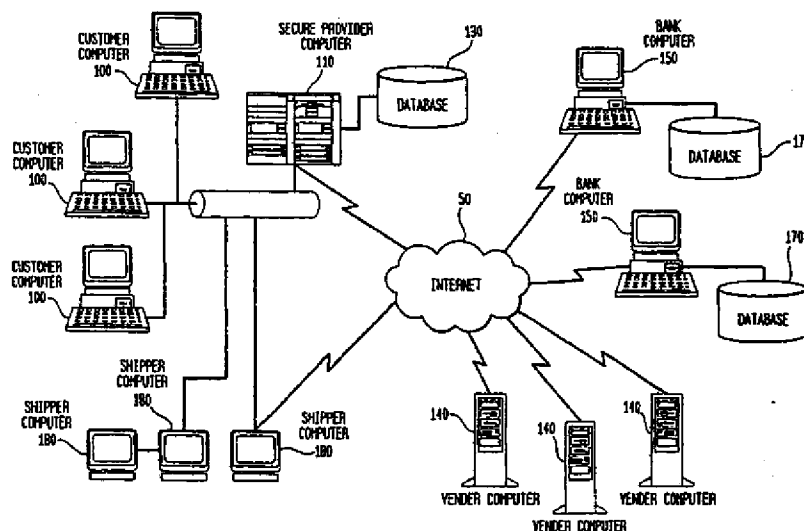 CUSTOMER
COMPUTER
100
SECURE PROVIDER
COMPUTER
110
130
DATABASE
BANK
COMPUTER
150
DATABASE
CUSTOMER
COMPUTER
100
50
INTERNET
BANK
COMPUTER
150
170
DATABASE
CUSTOMER
COMPUTER
100
SHIPPER
COMPUTER
180
SHIPPER
COMPUTER
180
SHIPPER
COMPUTER
180
140
140
140
VENDER COMPUTER
VENDER COMPUTER
VENDER COMPUTER